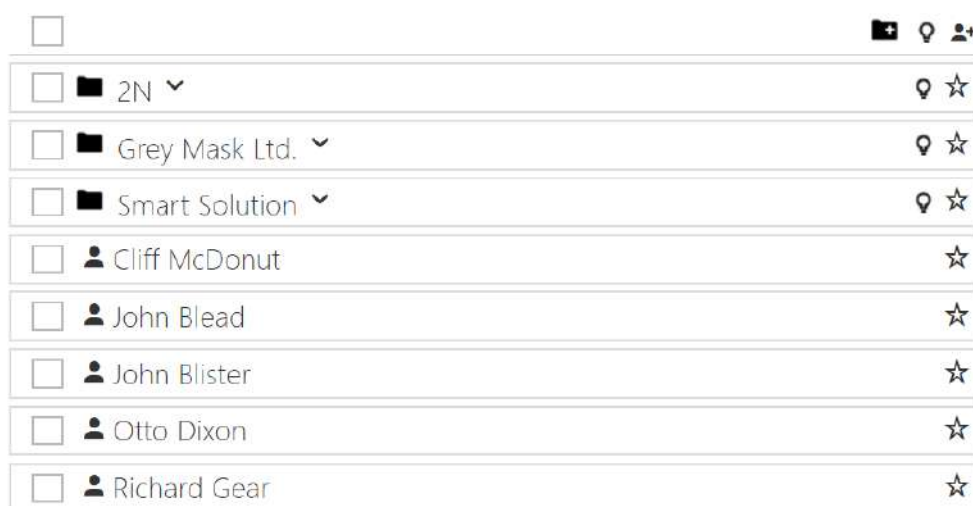 2N
Grey Mask Ltd.
Smart Solution
Cliff McDonut
John Blead
John Blister
Otto Dixon
Richard Gear